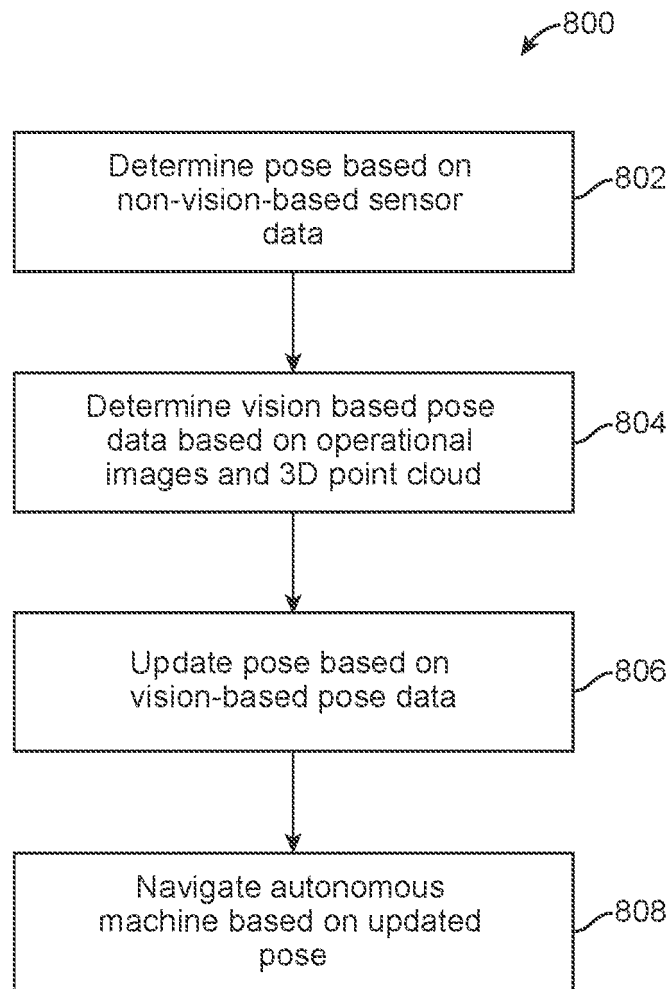 800
Determine pose based on
non-vision-based sensor
data
802
Determine vision based pose
data based on operational
images and 3D point cloud
804
Update pose based on
vision-based pose data
806
Navigate autonomous
machine based on updated
pose
808